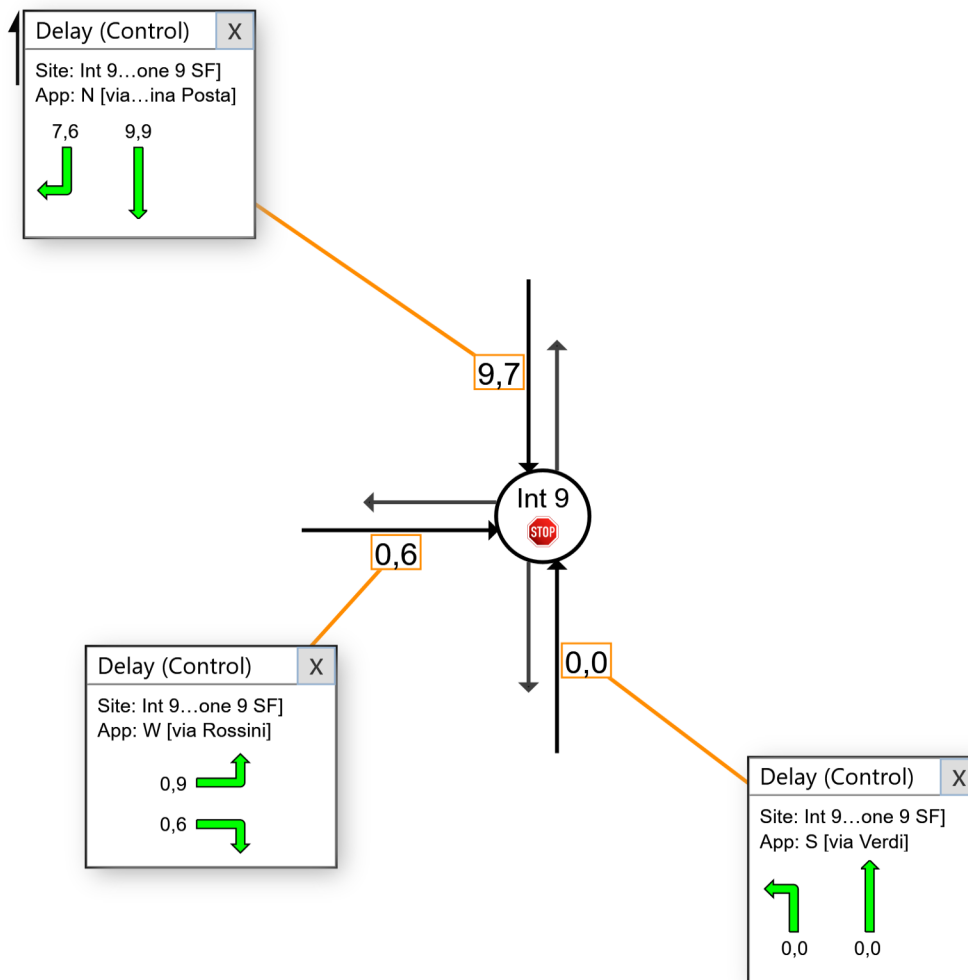 Delay (Control) X
Site: Int 9...one 9 SF]
App: N [via...ina Posta]
7,6 9,9
9,7
Int 9
STOP
0,6
0,0
Delay (Control) X
Site: Int 9...one 9 SF]
App: W [via Rossini]
0,9
0,6
Delay (Control) X
Site: Int 9...one 9 SF]
App: S [via Verdi]
0,0 0,0